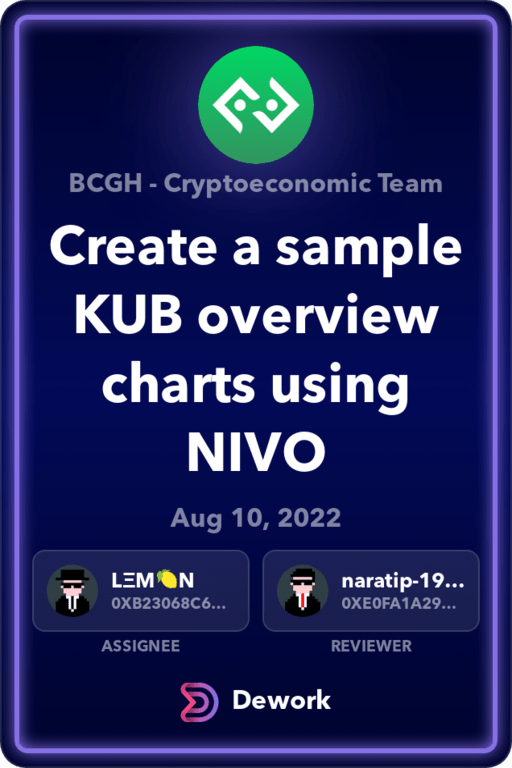 BCGH - Cryptoeconomic Team
Create a sample
KUB overview
charts using
NIVO
Aug 10, 2022
LΞM🍋N
0XB23068C6...
ASSIGNEE
naratip-19...
0XE0FA1A29...
REVIEWER
Dework